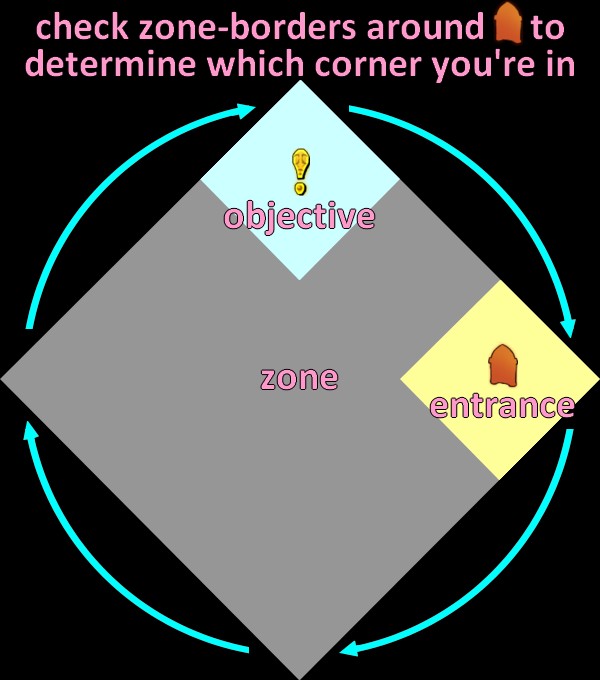 check zone-borders around to
determine which corner you're in
objective
zone
entrance